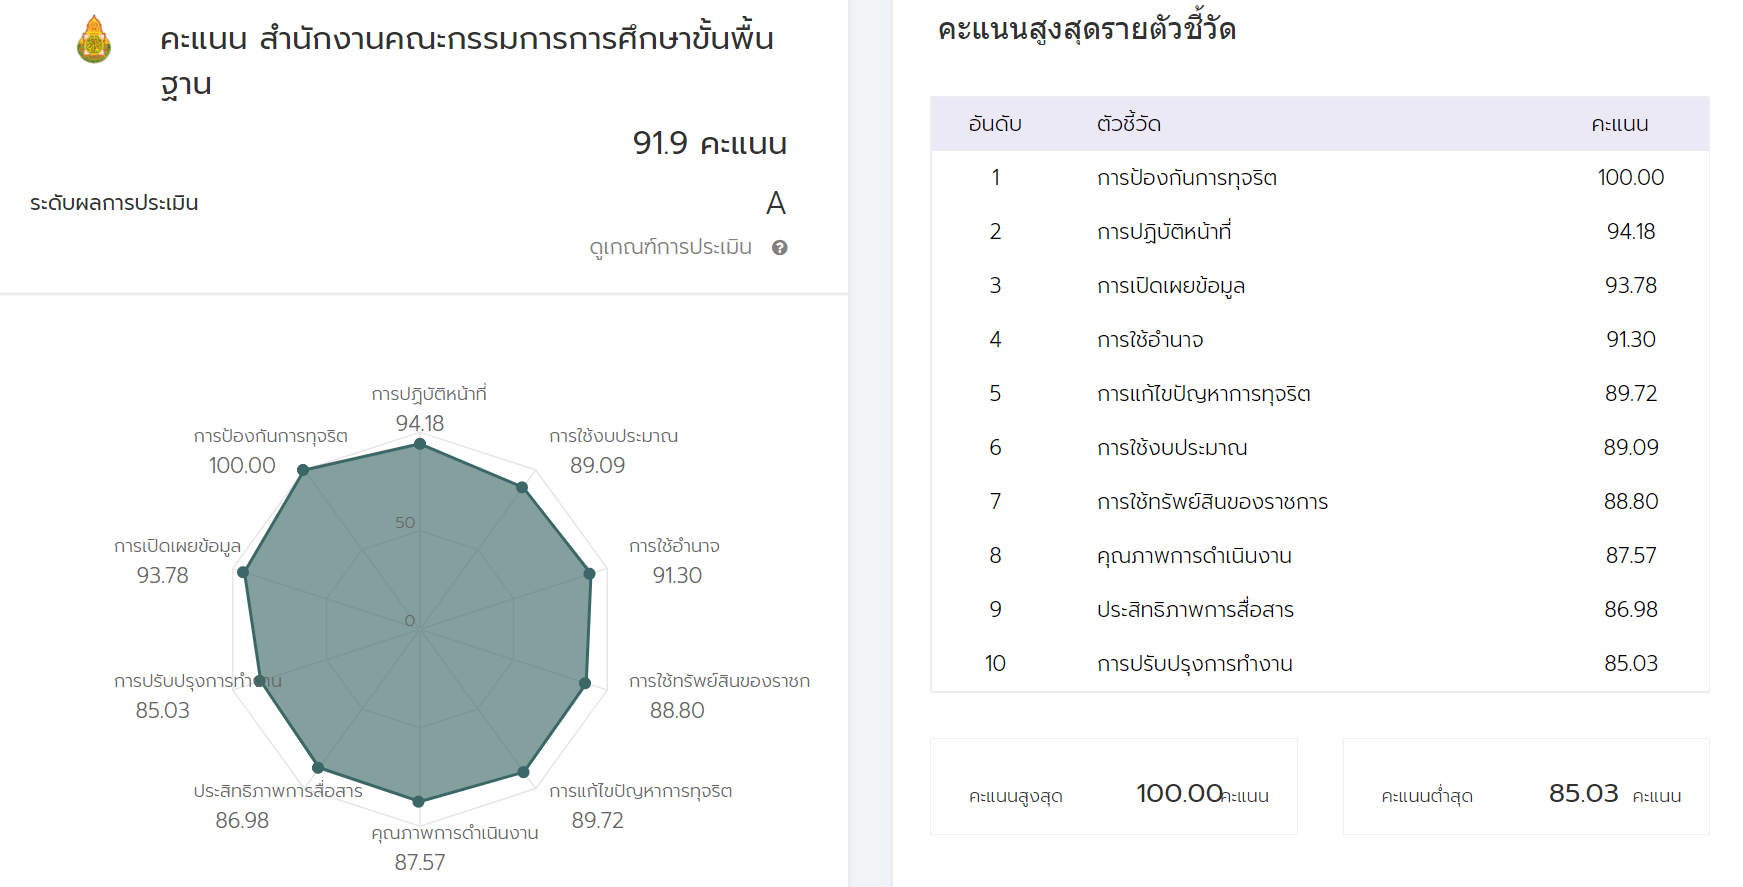 คะแนน สำนักงานคณะกรรมการการศึกษาขั้นพื้น
ฐาน
91.9 คะแนน
ระดับผลการประเมิน A
ดูเกณฑ์การประเมิน
การปฏิบัติหน้าที่
94.18
การป้องกันการทุจริต
100.00
การใช้งบประมาณ
89.09
50
การเปิดเผยข้อมูล
93.78
การใช้อำนาจ
91.30
0
การปรับปรุงการทำงาน
85.03
การใช้ทรัพย์สินของราชก
88.80
ประสิทธิภาพการสื่อสาร
86.98
การแก้ไขปัญหาการทุจริต
89.72
คุณภาพการดำเนินงาน
87.57
คะแนนสูงสุดรายตัวชี้วัด
อันดับ ตัวชี้วัด คะแนน
1 การป้องกันการทุจริต 100.00
2 การปฏิบัติหน้าที่ 94.18
3 การเปิดเผยข้อมูล 93.78
4 การใช้อำนาจ 91.30
5 การแก้ไขปัญหาการทุจริต 89.72
6 การใช้งบประมาณ 89.09
7 การใช้ทรัพย์สินของราชการ 88.80
8 คุณภาพการดำเนินงาน 87.57
9 ประสิทธิภาพการสื่อสาร 86.98
10 การปรับปรุงการทำงาน 85.03
คะแนนสูงสุด 100.00 คะแนน
คะแนนต่ำสุด 85.03 คะแนน